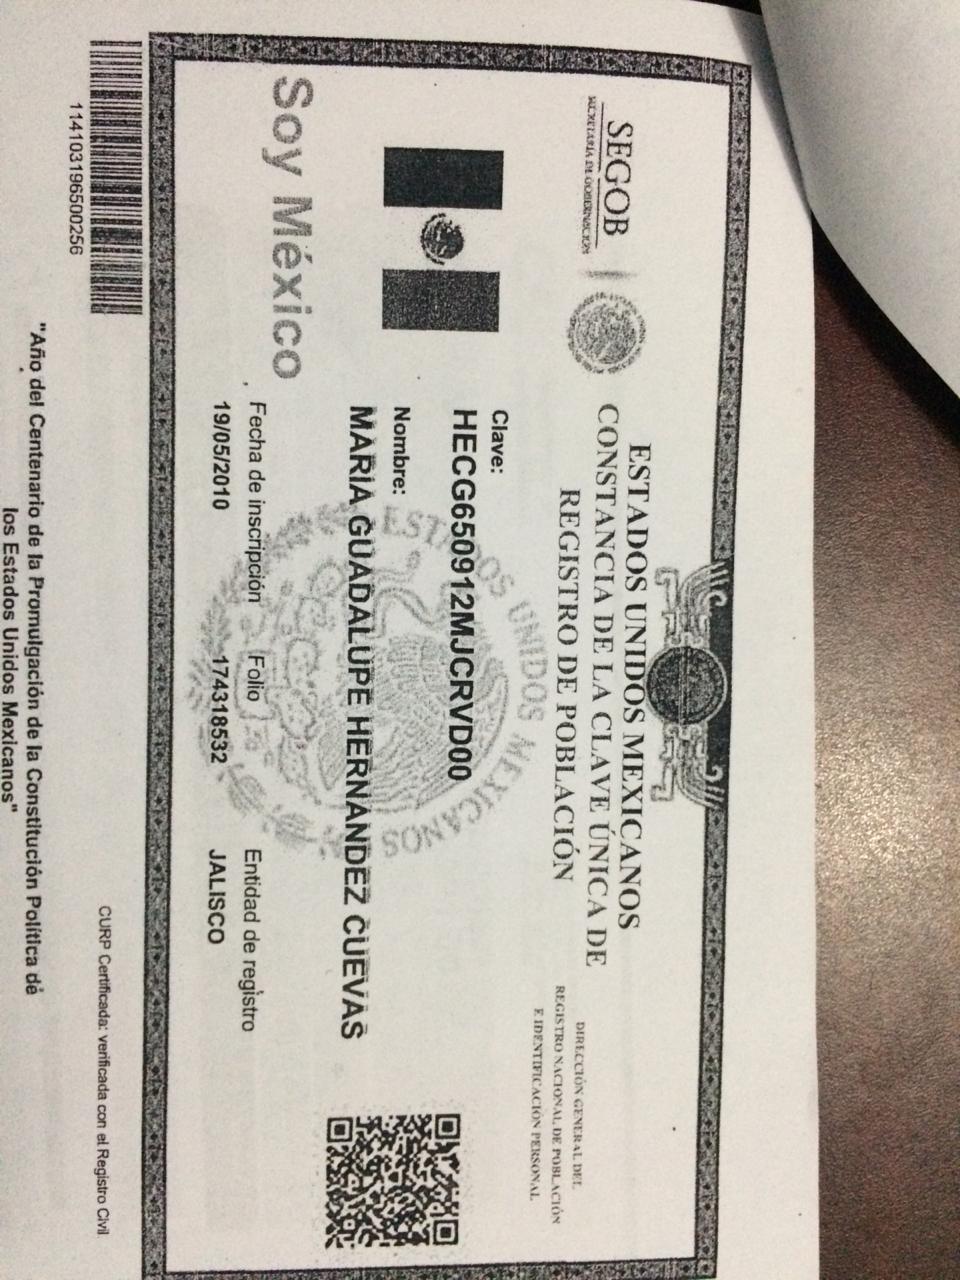 ESTADOS UNIDOS MEXICANOS
CONSTANCIA DE LA CLAVE ÚNICA DE
REGISTRO DE POBLACIÓN
SEGOB
SECRETARÍA DE GOBERNACIÓN
DIRECCIÓN GENERAL DEL
REGISTRO NACIONAL DE POBLACIÓN
E IDENTIFICACIÓN PERSONAL
ESTADOS UNIDOS MEXICANOS
Clave:
HECG650912MJCRVD00
Nombre:
MARIA GUADALUPE HERNANDEZ CUEVAS
Soy México
Fecha de inscripción Folio Entidad de registro
19/05/2010 174318532 JALISCO
114103196500256
CURP Certificada: verificada con el Registro Civil
"Año del Centenario de la Promulgación de la Constitución Política de
los Estados Unidos Mexicanos"